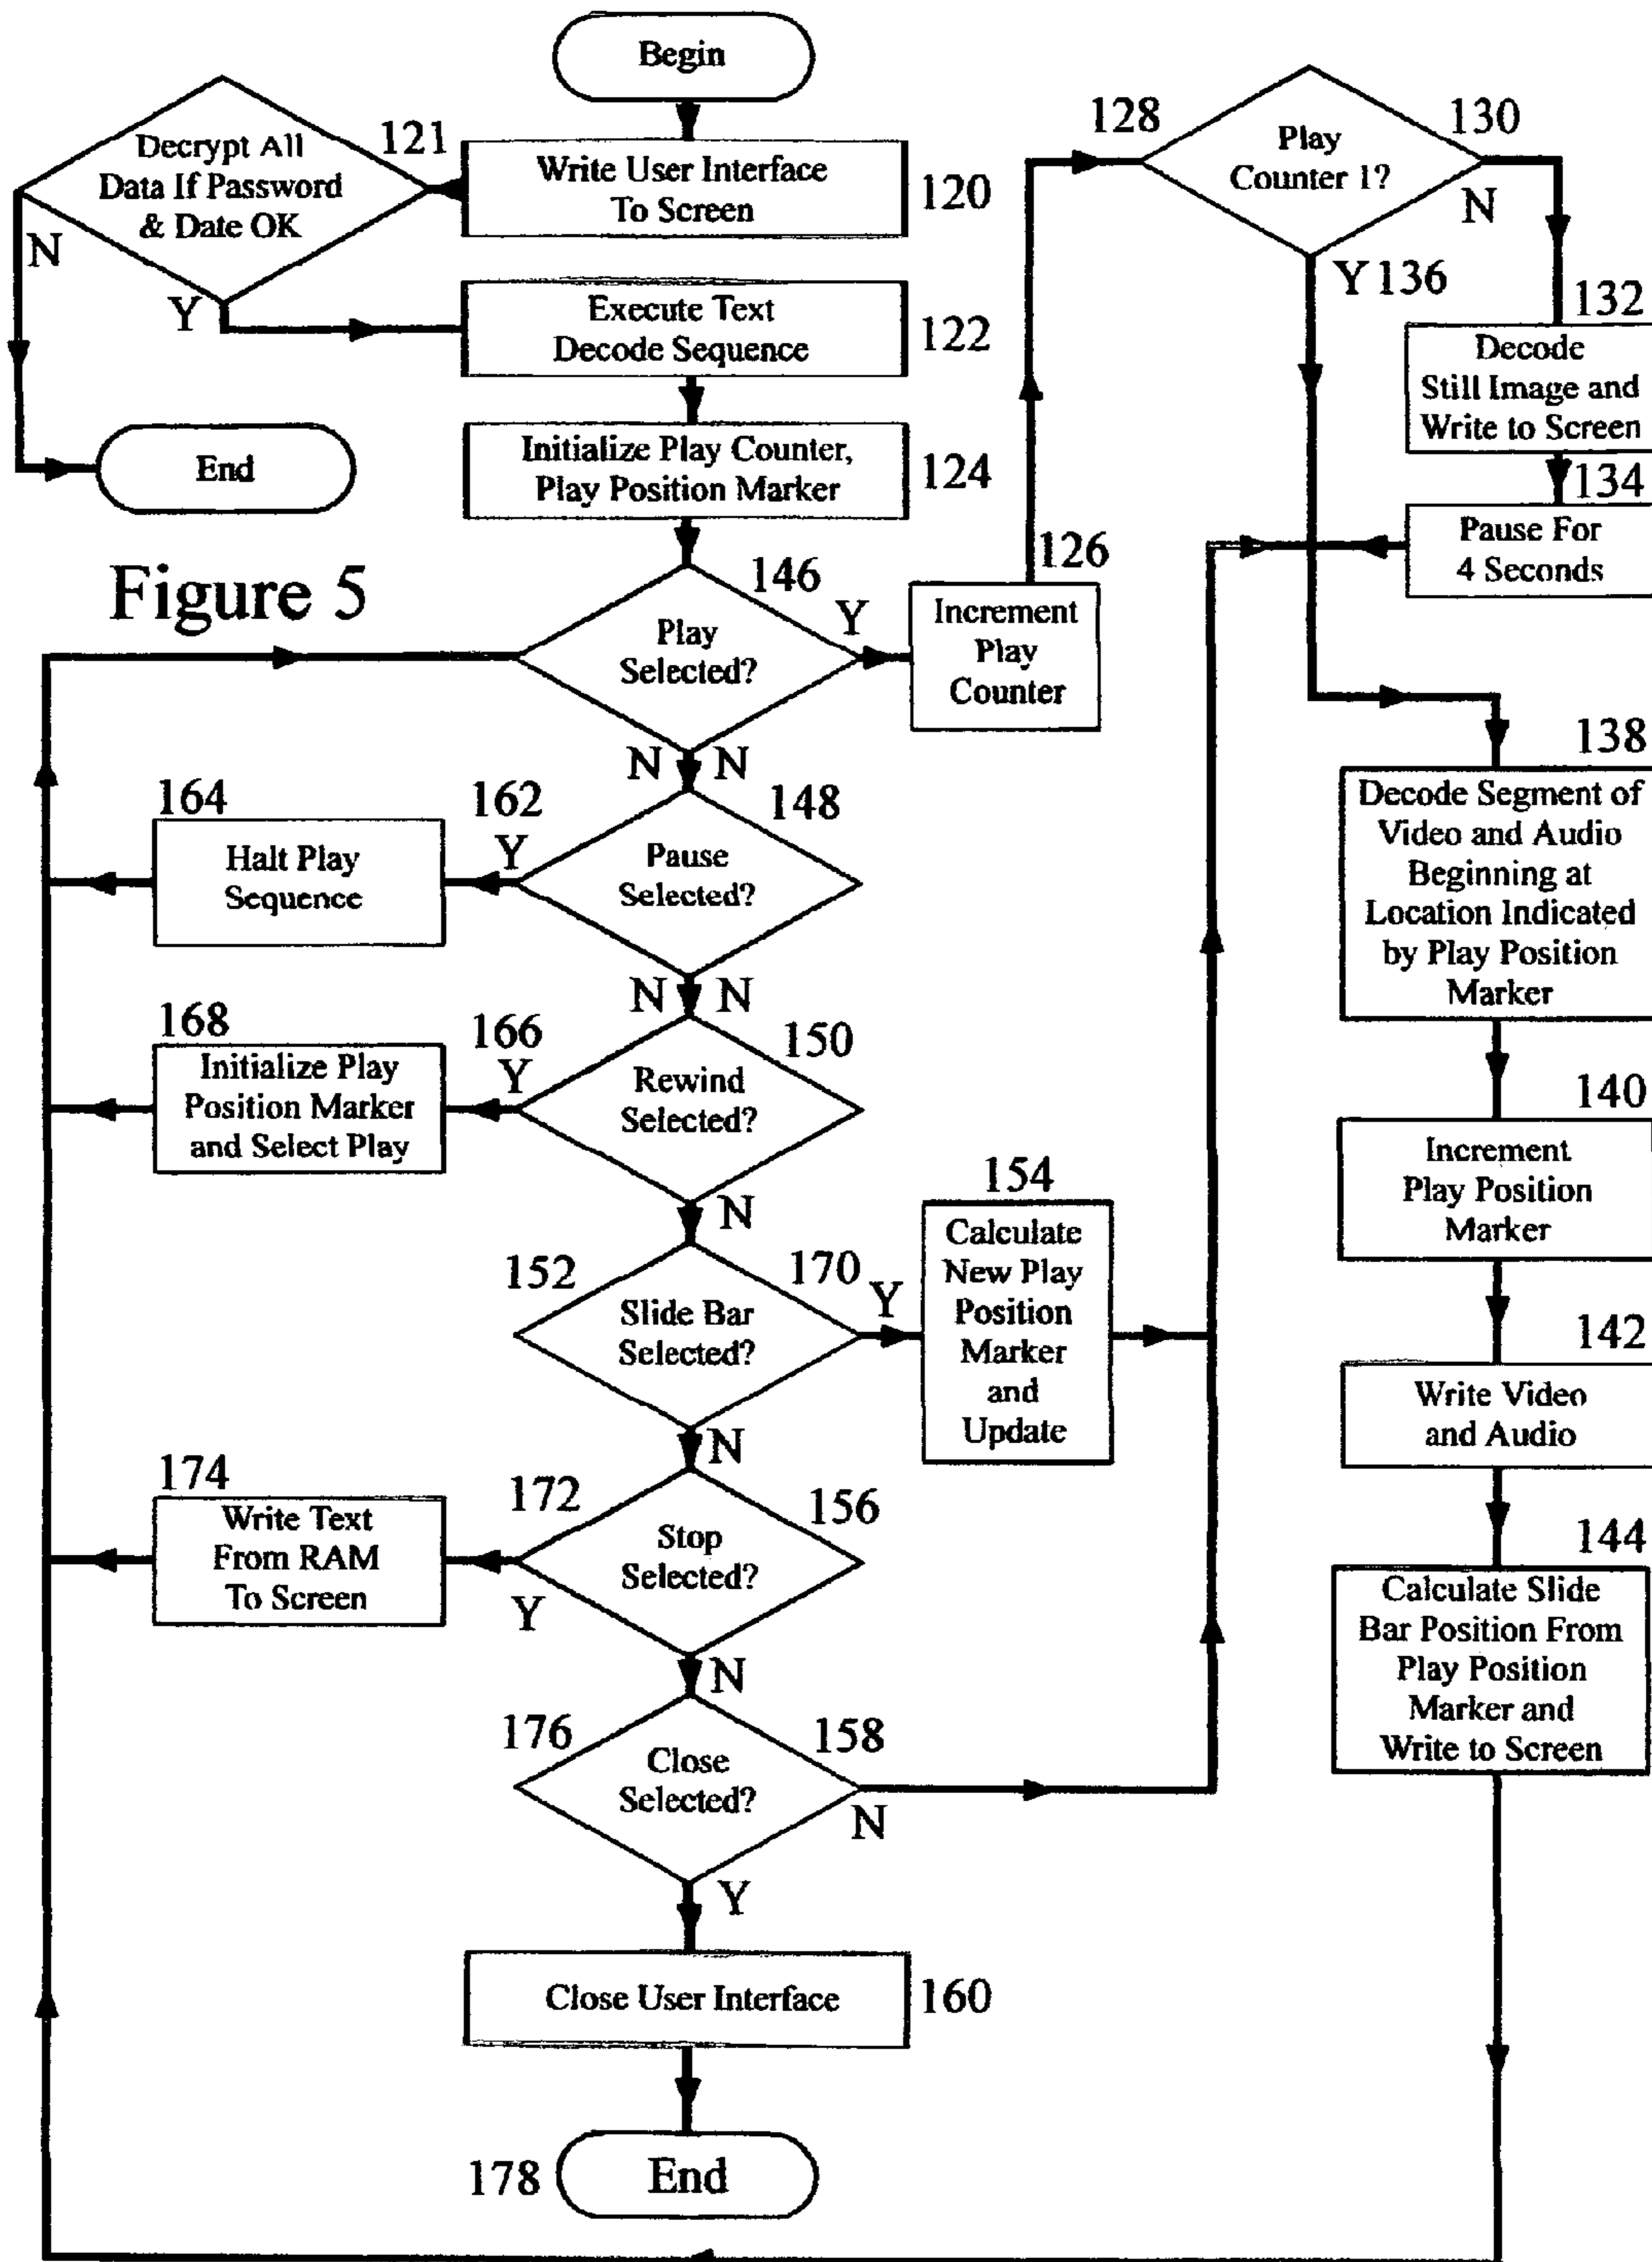 Begin
Decrypt All
Data If Password
& Date OK
121
N
Y
Write User Interface
To Screen
120
Execute Text
Decode Sequence
122
End
Initialize Play Counter,
Play Position Marker
124
Figure 5
146
Play
Selected?
Y
126
Increment
Play
Counter
N N
128
Play
Counter 1?
130
N
Y 136
132
Decode
Still Image and
Write to Screen
134
Pause For
4 Seconds
138
Decode Segment of
Video and Audio
Beginning at
Location Indicated
by Play Position
Marker
140
Increment
Play Position
Marker
142
Write Video
and Audio
144
Calculate Slide
Bar Position From
Play Position
Marker and
Write to Screen
164
Halt Play
Sequence
162
Y
148
Pause
Selected?
N N
168
Initialize Play
Position Marker
and Select Play
166
Y
150
Rewind
Selected?
N
152
Slide Bar
Selected?
170
Y
154
Calculate
New Play
Position
Marker
and
Update
N
174
Write Text
From RAM
To Screen
172
Y
156
Stop
Selected?
N
176
Close
Selected?
158
N
Y
Close User Interface
160
178
End